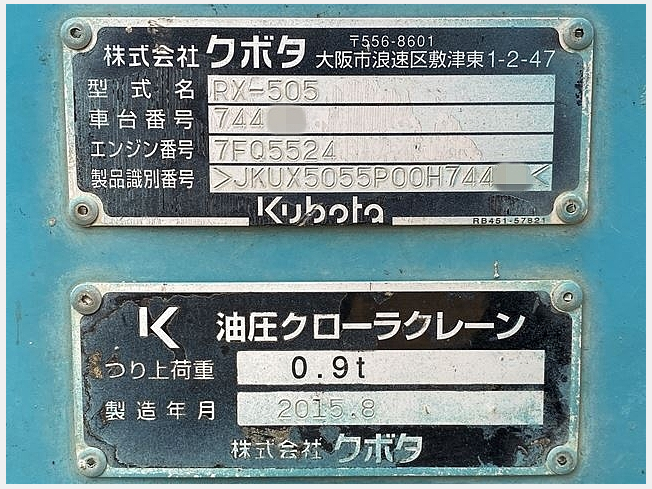 株式会社 クボタ 〒556-8601 大阪市浪速区敷津東1-2-47
型式名 RX-505
車台番号 744
エンジン番号 7FQ5524
製品識別番号 >JKUX5055P00H744<
Kubota
RB451-57821
K 油圧クローラクレーン
つり上荷重 0.9t
製造年月 2015.8
株式会社 クボタ